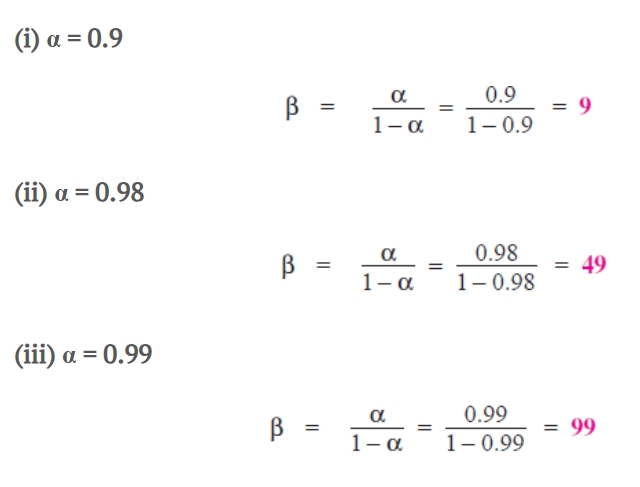 (i) α = 0.9
β = α / 1 – α = 0.9 / 1 – 0.9 = 9
(ii) α = 0.98
β = α / 1 – α = 0.98 / 1 – 0.98 = 49
(iii) α = 0.99
β = α / 1 – α = 0.99 / 1 – 0.99 = 99